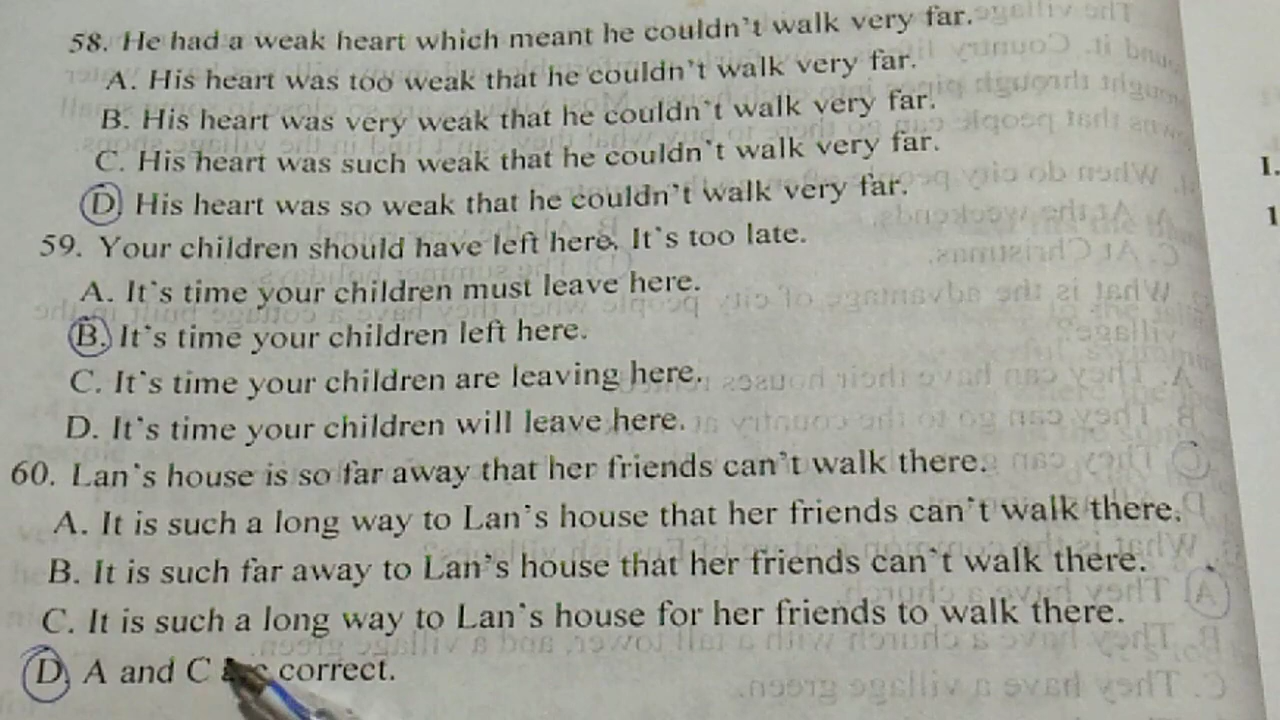 58. He had a weak heart which meant he couldn't walk very far.
A. His heart was too weak that he couldn't walk very far.
B. His heart was very weak that he couldn't walk very far.
C. His heart was such weak that he couldn't walk very far.
D. His heart was so weak that he couldn't walk very far.
59. Your children should have left here. It's too late.
A. It's time your children must leave here.
B. It's time your children left here.
C. It's time your children are leaving here.
D. It's time your children will leave here.
60. Lan's house is so far away that her friends can't walk there.
A. It is such a long way to Lan's house that her friends can't walk there.
B. It is such far away to Lan's house that her friends can't walk there.
C. It is such a long way to Lan's house for her friends to walk there.
D. A and C correct.
I.
1